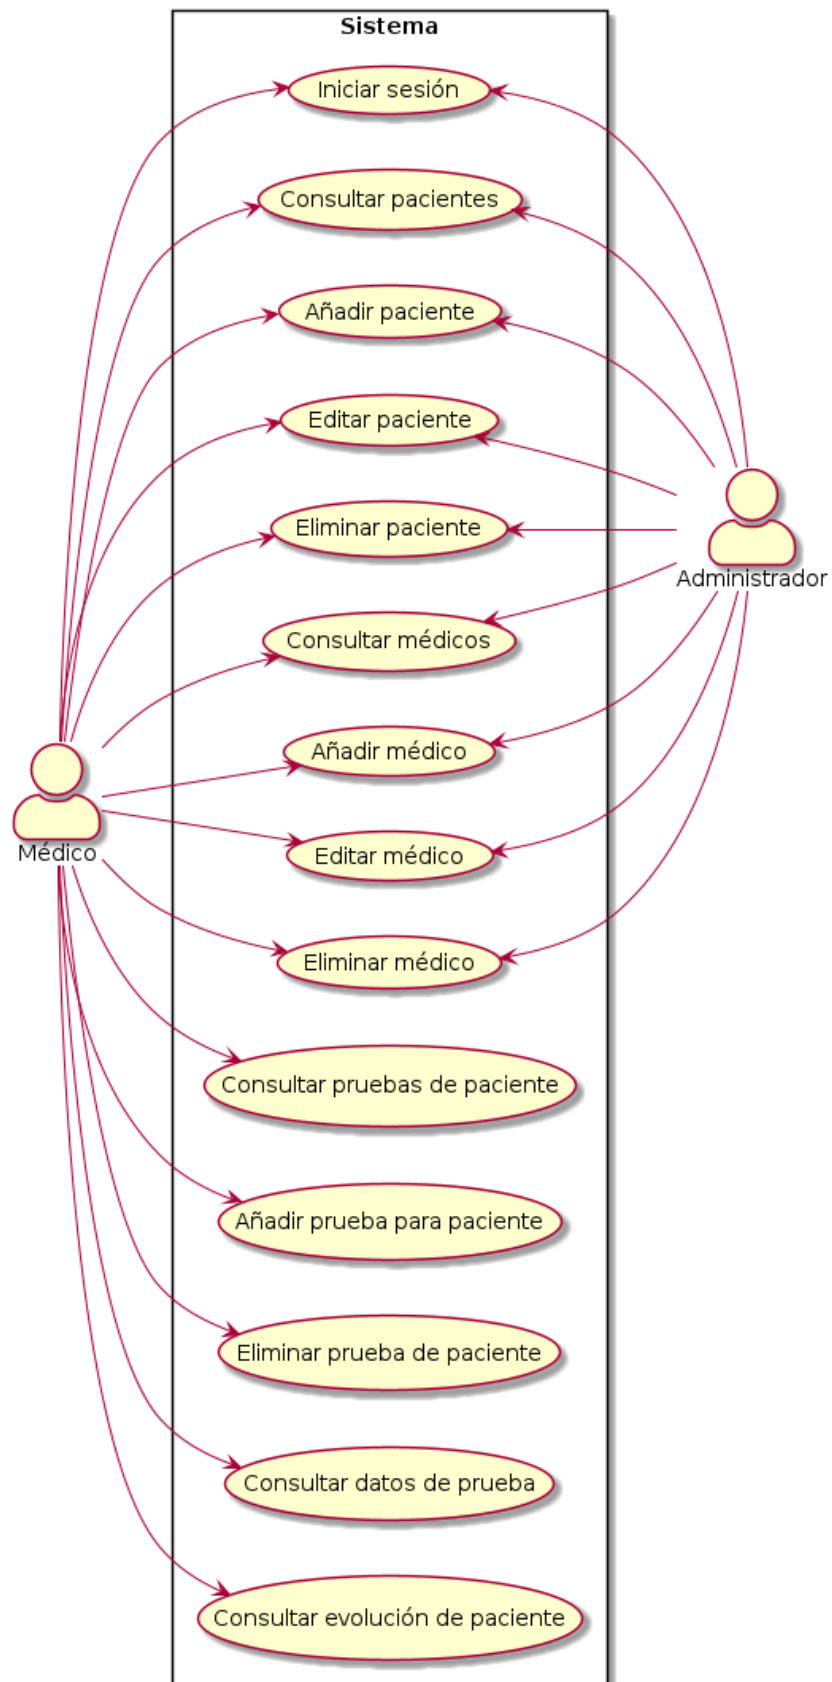 Sistema
Iniciar sesión
Consultar pacientes
Añadir paciente
Editar paciente
Eliminar paciente
Administrador
Consultar médicos
Añadir médico
Médico
Editar médico
Eliminar médico
Consultar pruebas de paciente
Añadir prueba para paciente
Eliminar prueba de paciente
Consultar datos de prueba
Consultar evolución de paciente